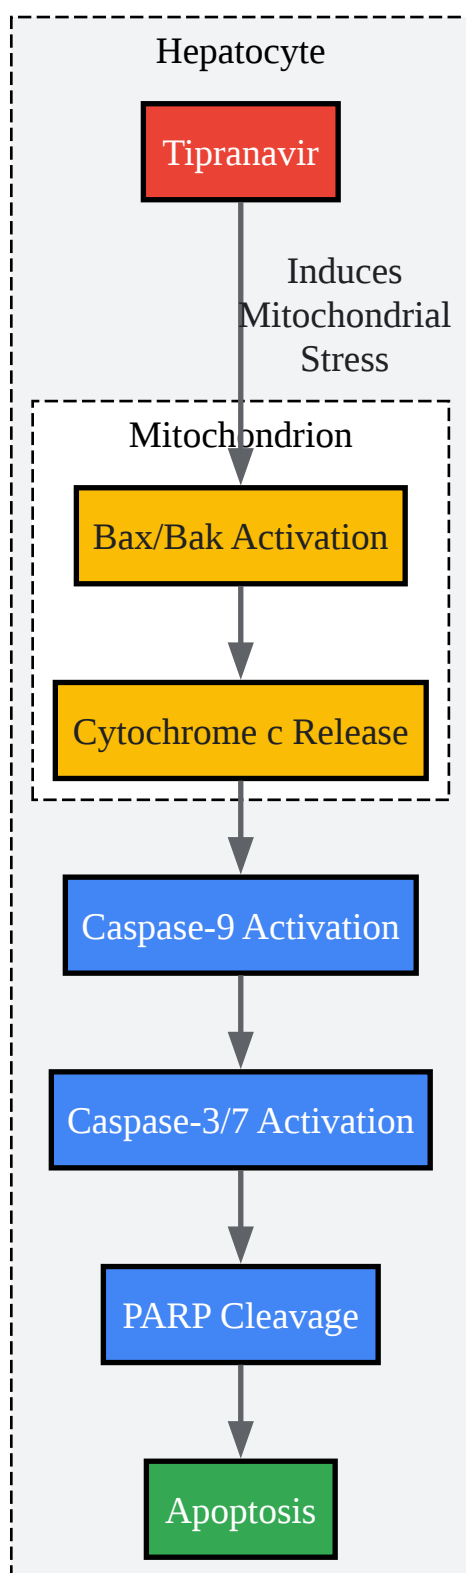 Hepatocyte
Tipranavir
Induces
Mitochondrial
Stress
Mitochondrion
Bax/Bak Activation
Cytochrome c Release
Caspase-9 Activation
Caspase-3/7 Activation
PARP Cleavage
Apoptosis